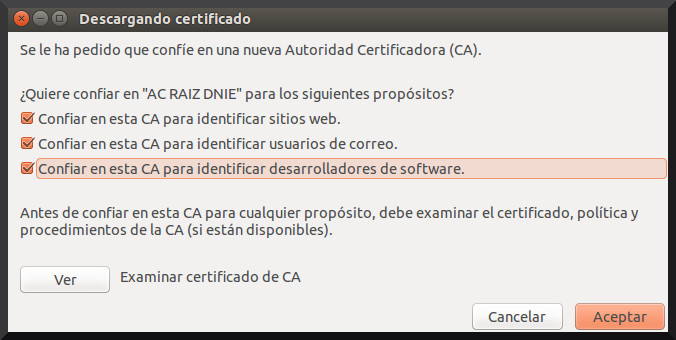 Descargando certificado
Se le ha pedido que confíe en una nueva Autoridad Certificadora (CA).
¿Quiere confiar en "AC RAIZ DNIE" para los siguientes propósitos?
Confiar en esta CA para identificar sitios web.
Confiar en esta CA para identificar usuarios de correo.
Confiar en esta CA para identificar desarrolladores de software.
Antes de confiar en esta CA para cualquier propósito, debe examinar el certificado, política y
procedimientos de la CA (si están disponibles).
Ver Examinar certificado de CA
Cancelar Aceptar